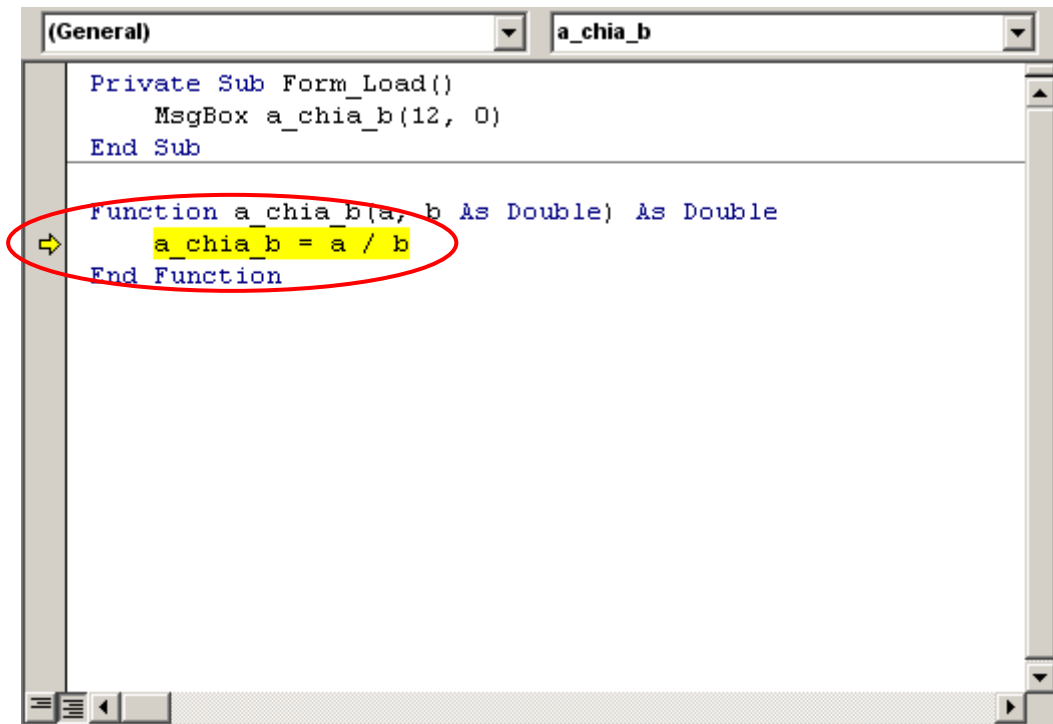 (General) a_chia_b
Private Sub Form_Load()
MsgBox a_chia_b(12, 0)
End Sub
Function a_chia_b(a, b As Double) As Double
a_chia_b = a / b
End Function